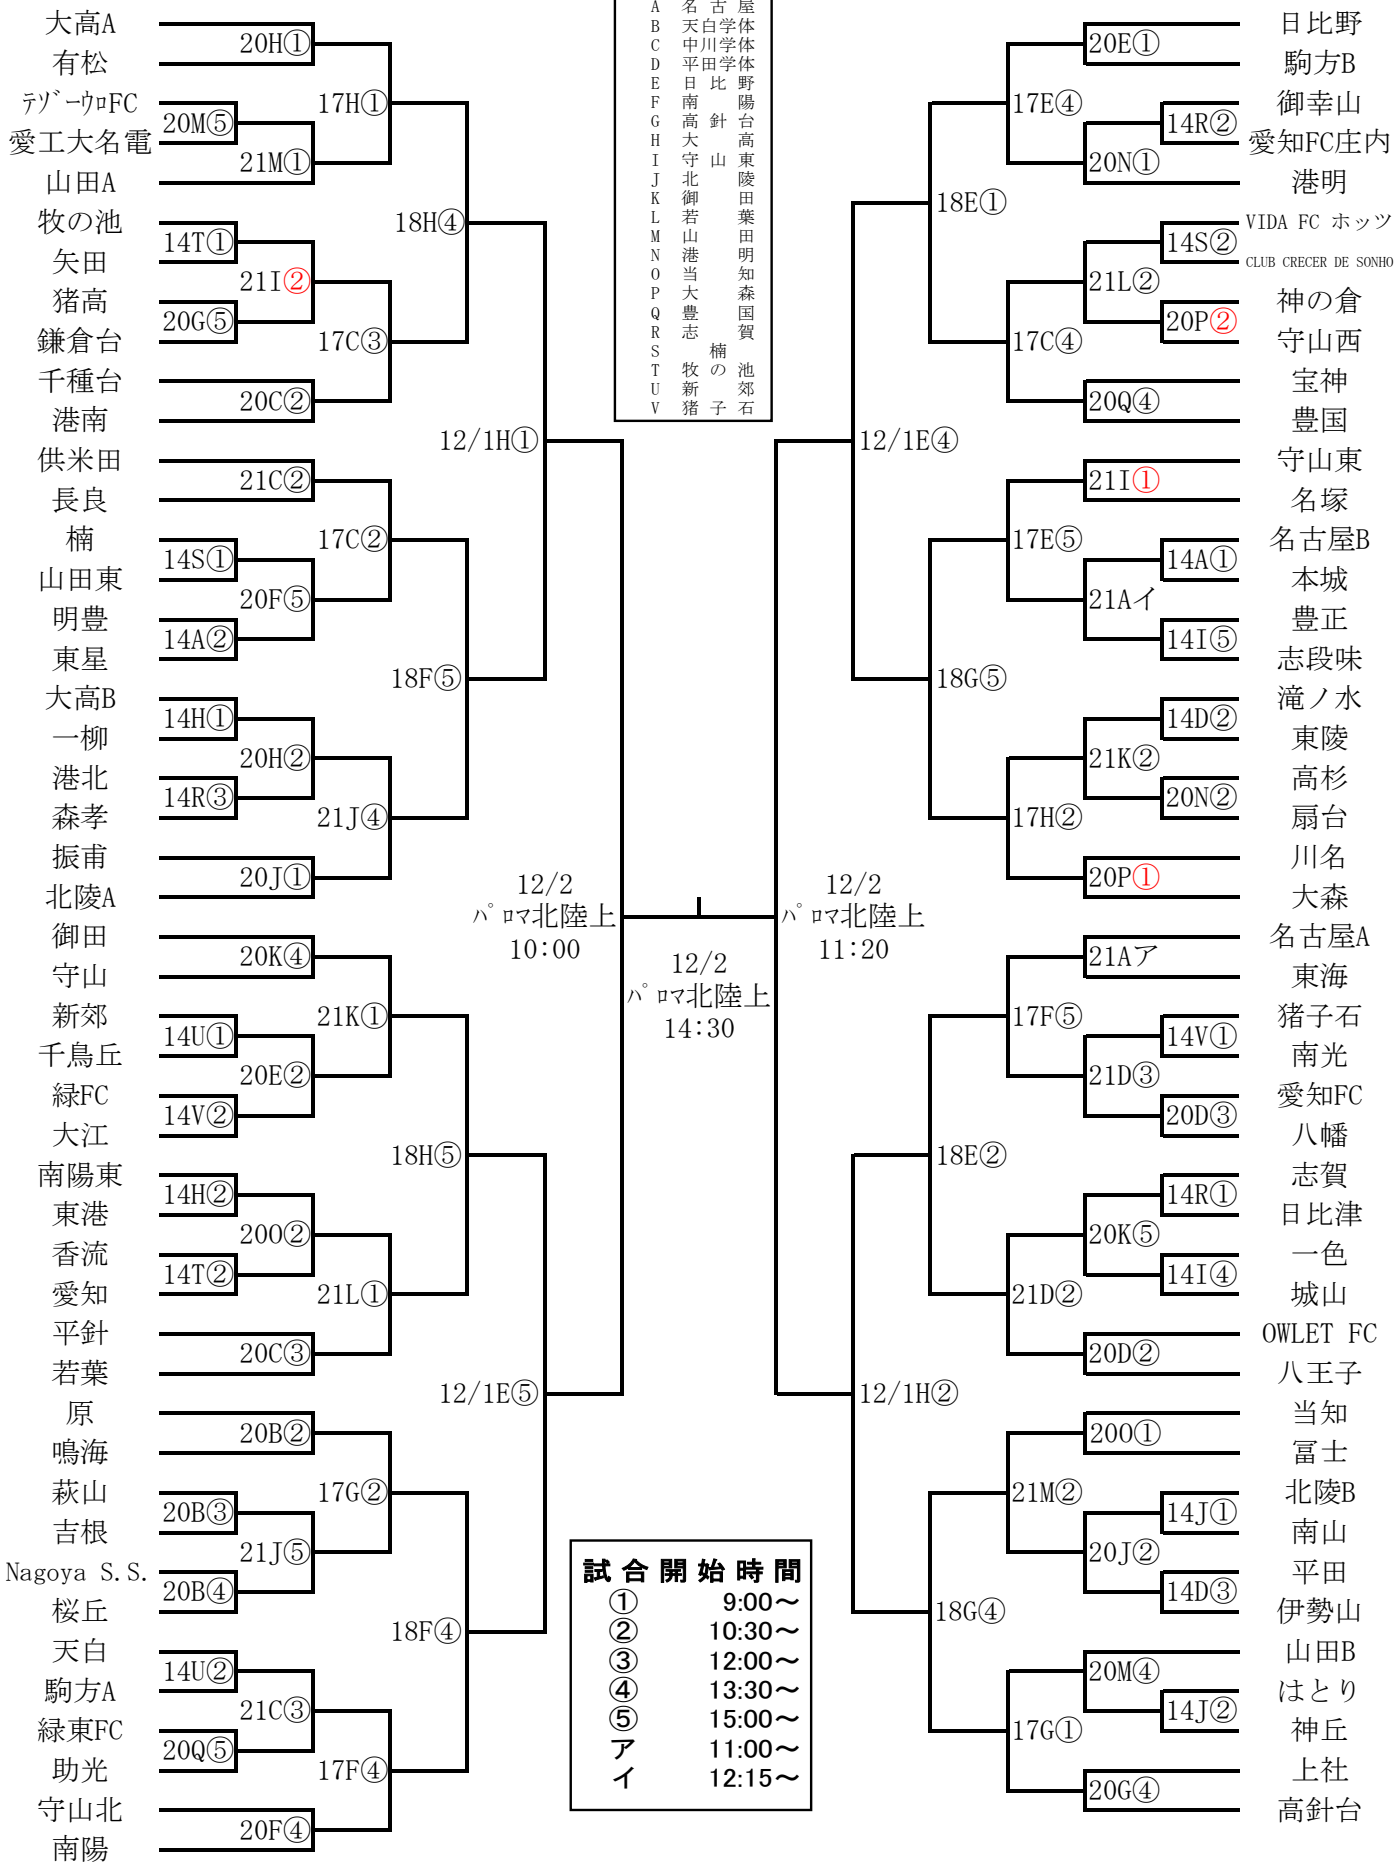 A 名古屋
B 天白学体
C 中川学体
D 平田学体
E 日比野
F 南陽
G 高針台
H 大高
I 守山東
J 北陵
K 御田
L 若葉
M 山田
N 港明
O 当知
P 大森
Q 豊国
R 志賀
S 楠
T 牧の池
U 新郊
V 猪子石
大高A
有松
テゾーウロFC
愛工大名電
山田A
牧の池
矢田
猪高
鎌倉台
千種台
港南
供米田
長良
楠
山田東
明豊
東星
大高B
一柳
港北
森孝
振甫
北陵A
御田
守山
新郊
千鳥丘
緑FC
大江
南陽東
東港
香流
愛知
平針
若葉
原
鳴海
萩山
吉根
Nagoya S.S.
桜丘
天白
駒方A
緑東FC
助光
守山北
南陽
20H①
20M⑤
21M①
17H①
14T①
20G⑤
21I②
20C②
17C③
18H④
21C②
14S①
14A②
20F⑤
17C②
14H①
14R③
20H②
20J①
21J④
18F⑤
12/1H①
20K④
14U①
14V②
20E②
21K①
14H②
14T②
20O②
20C③
21L①
18H⑤
20B②
20B③
20B④
21J⑤
17G②
14U②
20Q⑤
21C③
20F④
17F④
18F④
12/1E⑤
12/2
パロマ北陸上
10:00
12/2
パロマ北陸上
14:30
12/2
パロマ北陸上
11:20
日比野
駒方B
御幸山
愛知FC庄内
港明
VIDA FC ホッツ
CLUB CRECER DE SONHO
神の倉
守山西
宝神
豊国
守山東
名塚
名古屋B
本城
豊正
志段味
滝ノ水
東陵
高杉
扇台
川名
大森
名古屋A
東海
猪子石
南光
愛知FC
八幡
志賀
日比津
一色
城山
OWLET FC
八王子
当知
冨士
北陵B
南山
平田
伊勢山
山田B
はとり
神丘
上社
高針台
20E①
14R②
20N①
17E④
14S②
20P②
21L②
20Q④
17C④
18E①
21I①
14A①
14I⑤
21Aイ
17E⑤
14D②
20N②
21K②
20P①
17H②
18G⑤
12/1E④
21Aア
14V①
20D③
21D③
17F⑤
14R①
14I④
20K⑤
20D②
21D②
18E②
20O①
14J①
14D③
20J②
21M②
20M④
14J②
20G④
17G①
18G④
12/1H②
試合開始時間
① 9:00～
② 10:30～
③ 12:00～
④ 13:30～
⑤ 15:00～
ア 11:00～
イ 12:15～